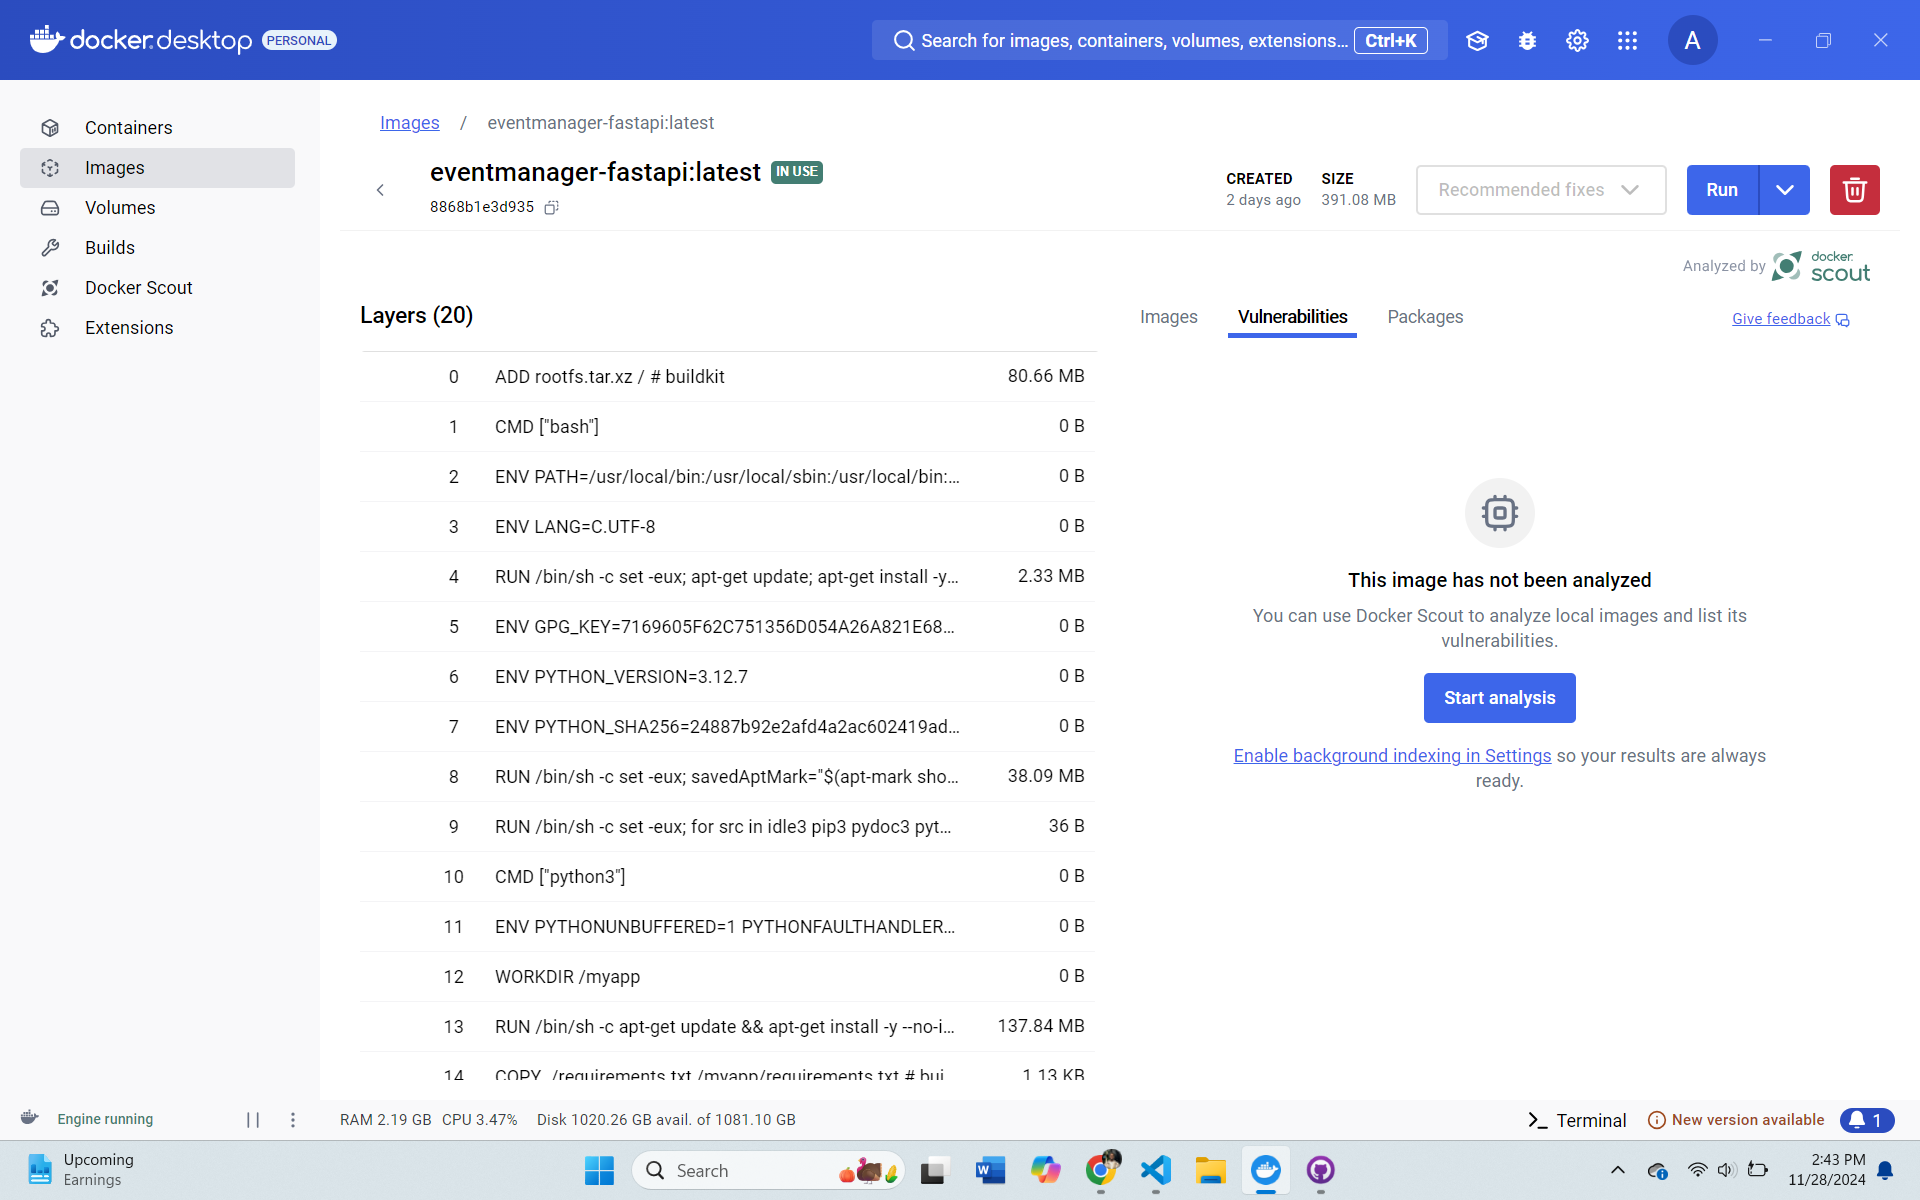 docker.desktop PERSONAL
Search for images, containers, volumes, extensions... Ctrl+K
A
Containers
Images
Volumes
Builds
Docker Scout
Extensions
Images / eventmanager-fastapi:latest
eventmanager-fastapi:latest IN USE
8868b1e3d935
CREATED
2 days ago
SIZE
391.08 MB
Recommended fixes
Run
Analyzed by docker. scout
Layers (20)
Images Vulnerabilities Packages
Give feedback
0 ADD rootfs.tar.xz / # buildkit 80.66 MB
1 CMD ["bash"] 0 B
2 ENV PATH=/usr/local/bin:/usr/local/sbin:/usr/local/bin:... 0 B
3 ENV LANG=C.UTF-8 0 B
4 RUN /bin/sh -c set -eux; apt-get update; apt-get install -y... 2.33 MB
5 ENV GPG_KEY=7169605F62C751356D054A26A821E68... 0 B
6 ENV PYTHON_VERSION=3.12.7 0 B
7 ENV PYTHON_SHA256=24887b92e2afd4a2ac602419ad... 0 B
8 RUN /bin/sh -c set -eux; savedAptMark="$(apt-mark sho... 38.09 MB
9 RUN /bin/sh -c set -eux; for src in idle3 pip3 pydoc3 pyt... 36 B
10 CMD ["python3"] 0 B
11 ENV PYTHONUNBUFFERED=1 PYTHONFAULTHANDLER... 0 B
12 WORKDIR /myapp 0 B
13 RUN /bin/sh -c apt-get update && apt-get install -y --no-i... 137.84 MB
14 COPY ./requirements.txt /myapp/requirements.txt # bui... 1.13 KB
This image has not been analyzed
You can use Docker Scout to analyze local images and list its
vulnerabilities.
Start analysis
Enable background indexing in Settings so your results are always
ready.
Engine running
RAM 2.19 GB CPU 3.47% Disk 1020.26 GB avail. of 1081.10 GB
Terminal
New version available
1
Upcoming
Earnings
Search
2:43 PM
11/28/2024